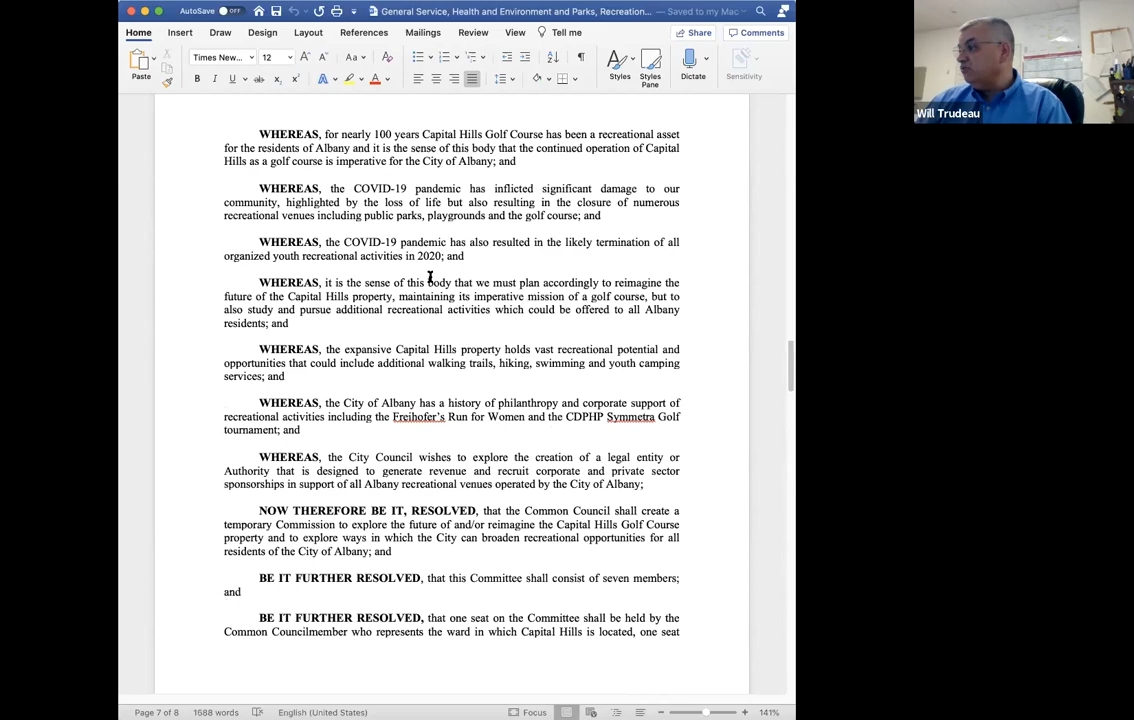 AutoSave OFF General Service, Health and Environment and Parks, Recreation... — Saved to my Mac
Home Insert Draw Design Layout References Mailings Review View Tell me Share Comments
Times New... 12 Aa
Paste Styles Styles Pane Dictate Sensitivity
WHEREAS, for nearly 100 years Capital Hills Golf Course has been a recreational asset
for the residents of Albany and it is the sense of this body that the continued operation of Capital
Hills as a golf course is imperative for the City of Albany; and
WHEREAS, the COVID-19 pandemic has inflicted significant damage to our
community, highlighted by the loss of life but also resulting in the closure of numerous
recreational venues including public parks, playgrounds and the golf course; and
WHEREAS, the COVID-19 pandemic has also resulted in the likely termination of all
organized youth recreational activities in 2020; and
WHEREAS, it is the sense of this body that we must plan accordingly to reimagine the
future of the Capital Hills property, maintaining its imperative mission of a golf course, but to
also study and pursue additional recreational activities which could be offered to all Albany
residents; and
WHEREAS, the expansive Capital Hills property holds vast recreational potential and
opportunities that could include additional walking trails, hiking, swimming and youth camping
services; and
WHEREAS, the City of Albany has a history of philanthropy and corporate support of
recreational activities including the Freihofer's Run for Women and the CDPHP Symmetra Golf
tournament; and
WHEREAS, the City Council wishes to explore the creation of a legal entity or
Authority that is designed to generate revenue and recruit corporate and private sector
sponsorships in support of all Albany recreational venues operated by the City of Albany;
NOW THEREFORE BE IT, RESOLVED, that the Common Council shall create a
temporary Commission to explore the future of and/or reimagine the Capital Hills Golf Course
property and to explore ways in which the City can broaden recreational opportunities for all
residents of the City of Albany; and
BE IT FURTHER RESOLVED, that this Committee shall consist of seven members;
and
BE IT FURTHER RESOLVED, that one seat on the Committee shall be held by the
Common Councilmember who represents the ward in which Capital Hills is located, one seat
Page 7 of 8 1688 words English (United States) Focus 141%
Will Trudeau